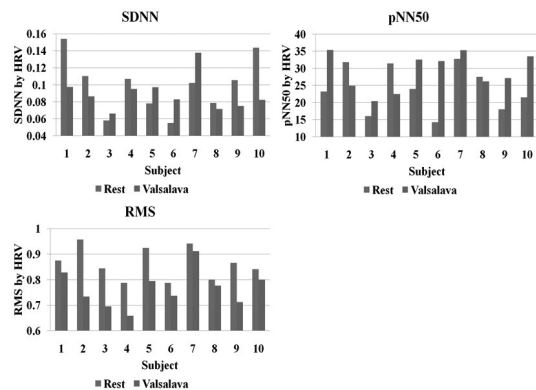 SDNN
SDNN by HRV
0.16
0.14
0.12
0.1
0.08
0.06
0.04
1 2 3 4 5 6 7 8 9 10
Subject
Rest Valsalava
pNN50
pNN50 by HRV
40
35
30
25
20
15
10
1 2 3 4 5 6 7 8 9 10
Subject
Rest Valsalava
RMS
RMS by HRV
1
0.9
0.8
0.7
0.6
1 2 3 4 5 6 7 8 9 10
Subject
Rest Valsalava